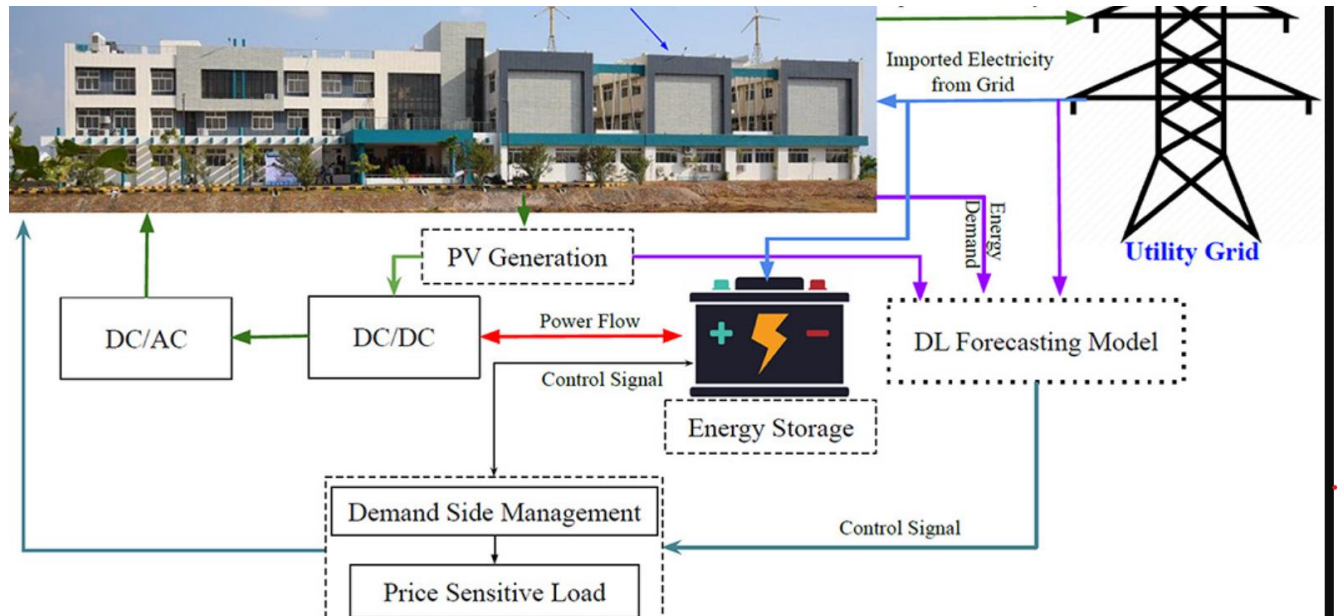 Imported Electricity
from Grid
Energy
Demand
Utility Grid
PV Generation
DC/AC
DC/DC
Power Flow
Control Signal
DL Forecasting Model
Energy Storage
Demand Side Management
Control Signal
Price Sensitive Load